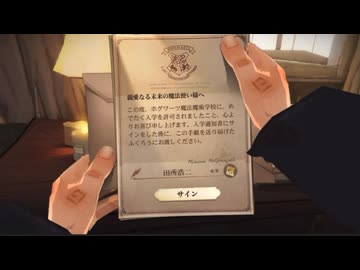 親愛なる未来の魔法使い様へ
この度、ホグワーツ魔法魔術学校に、め
でたく入学を許可されましたこと、心よ
りお喜び申し上げます。入学通知書にサ
インをした後に、この手紙を送り届けた
ふくろうにお渡しください。
田所浩二
4/8
サイン